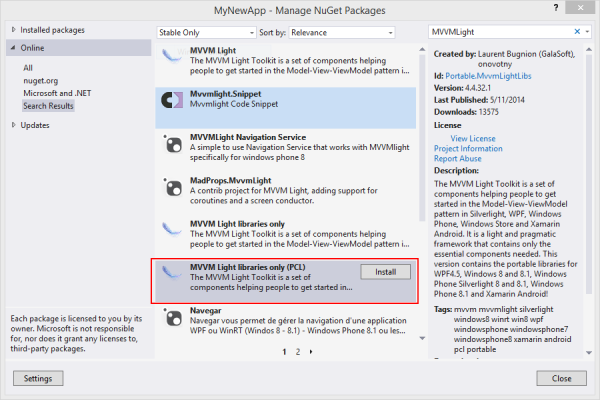 MyNewApp - Manage NuGet Packages
Installed packages
Online
All
nuget.org
Microsoft and .NET
Search Results
Updates
Each package is licensed to you by its
owner. Microsoft is not responsible
for, nor does it grant any licenses to,
third-party packages.
Stable Only
Sort by: Relevance
MVVM Light
The MVVM Light Toolkit is a set of components helping
people to get started in the Model-View-ViewModel pattern i...
Mvvmlight.Snippet
Mvvmlight Code Snippet
MVVMLight Navigation Service
A simple to use Navigation Service that works with MVVMlight
specifically for windows phone 8
MadProps.MvvmLight
A contrib project for MVVM Light, adding support for
coroutines and a screen conductor.
MVVM Light libraries only
The MVVM Light Toolkit is a set of components helping
people to get started in the Model-View-ViewModel pattern i...
MVVM Light libraries only (PCL)
The MVVM Light Toolkit is a set of
components helping people to get started in...
Install
Navegar
Navegar vous permet de gérer la navigation d'une application
WPF ou WinRT (Windos 8 - 8.1) - Windows Phone 8.1 ou les...
1 2
MVVMLight
Created by: Laurent Bugnion (GalaSoft),
onovotny
Id: Portable.MvvmLightLibs
Version: 4.4.32.1
Last Published: 5/11/2014
Downloads: 13575
License
View License
Project Information
Report Abuse
Description:
The MVVM Light Toolkit is a set of
components helping people to get
started in the Model-View-ViewModel
pattern in Silverlight, WPF, Windows
Phone, Windows Store and Xamarin
Android. It is a light and pragmatic
framework that contains only the
essential components needed. This
version contains the portable libraries for
WPF4.5, Windows 8 and 8.1, Windows
Phone Silverlight 8 and 8.1, Windows
Phone 8.1 and Xamarin Android!
Tags: mvvm mvvmlight silverlight
windows8 winrt win8 wpf
windowsphone windowsphone7
windowsphone8 xamarin android
pcl portable
Settings
Close